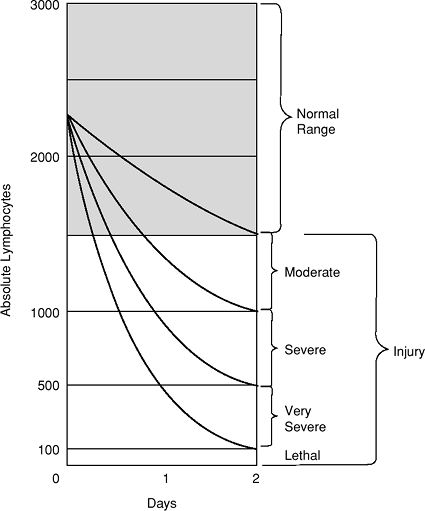 3000
2000
1000
500
100
0
0
1
2
Absolute Lymphocytes
Days
Normal
Range
Moderate
Severe
Very
Severe
Lethal
Injury